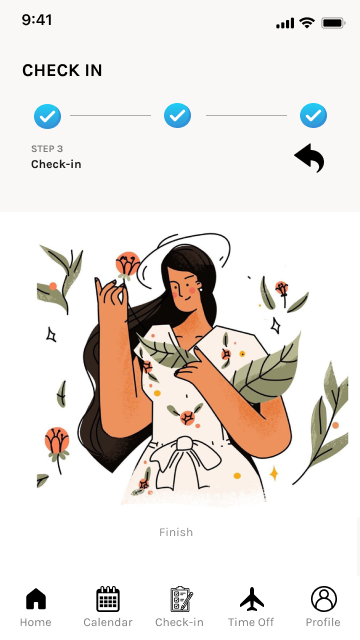 9:41
CHECK IN
STEP 3
Check-in
Finish
Home Calendar Check-in Time Off Profile